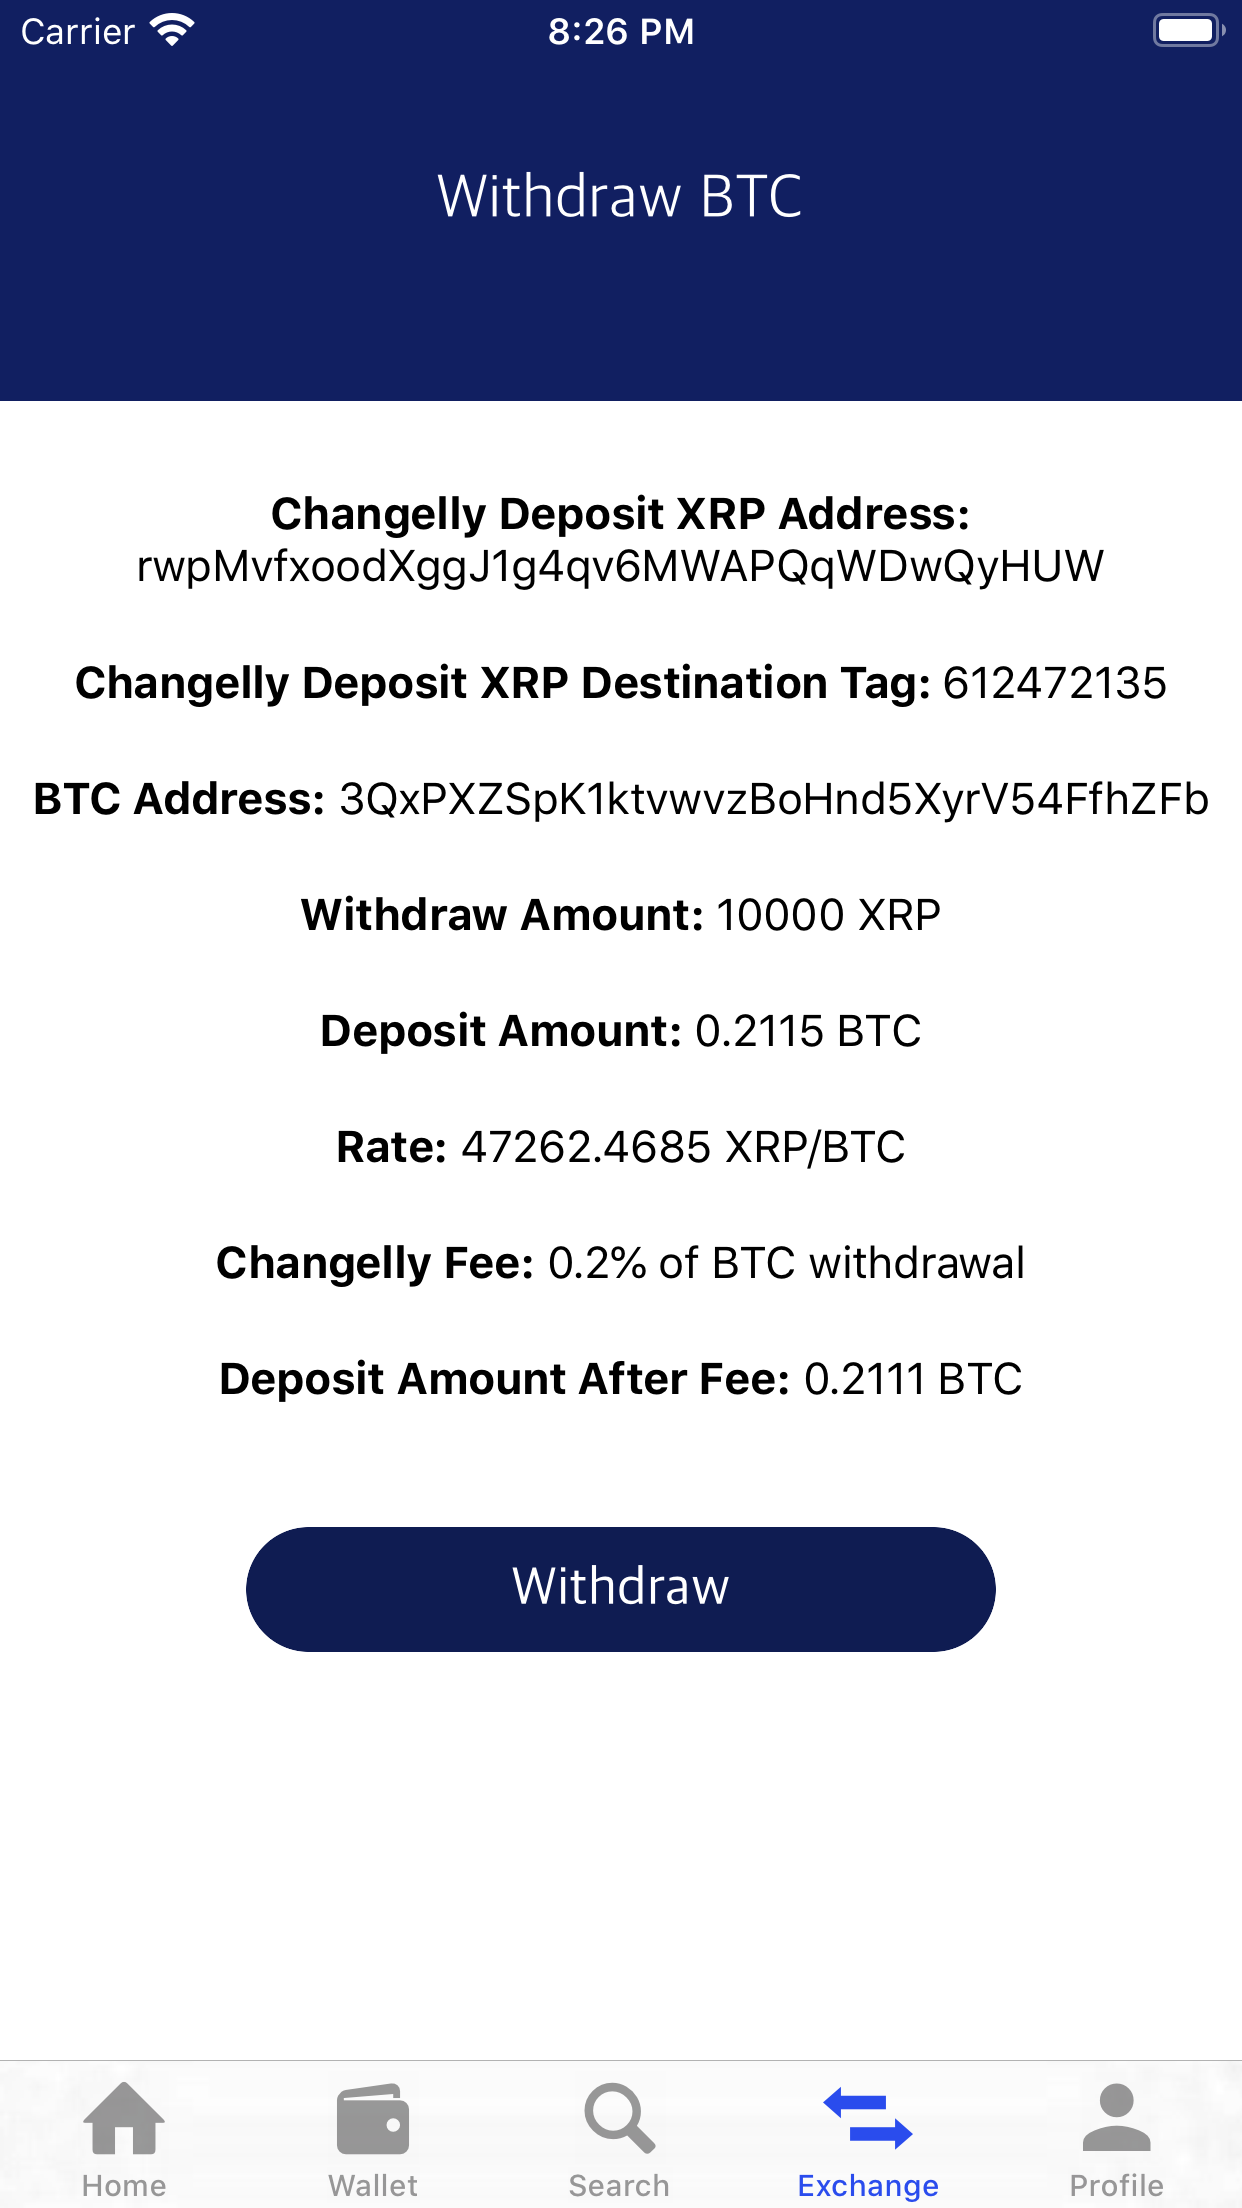 Carrier 8:26 PM
Withdraw BTC
Changelly Deposit XRP Address:
rwpMvfxoodXggJ1g4qv6MWAPQqWDwQyHUW
Changelly Deposit XRP Destination Tag: 612472135
BTC Address: 3QxPXZSpK1ktvwvzBoHnd5XyrV54FfhZFb
Withdraw Amount: 10000 XRP
Deposit Amount: 0.2115 BTC
Rate: 47262.4685 XRP/BTC
Changelly Fee: 0.2% of BTC withdrawal
Deposit Amount After Fee: 0.2111 BTC
Withdraw
Home Wallet Search Exchange Profile